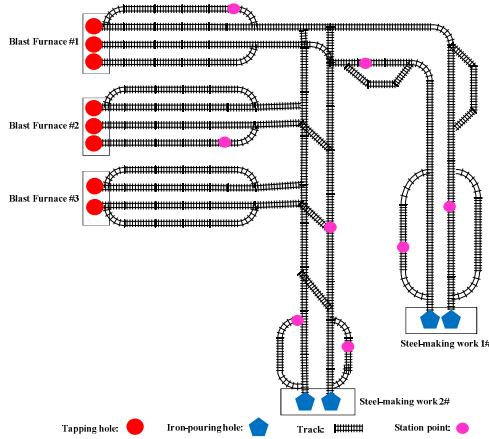 Blast Furnace #1
Blast Furnace #2
Blast Furnace #3
Steel-making work 1#
Steel-making work 2#
Tapping hole:
Iron-pouring hole:
Track:
Station point: